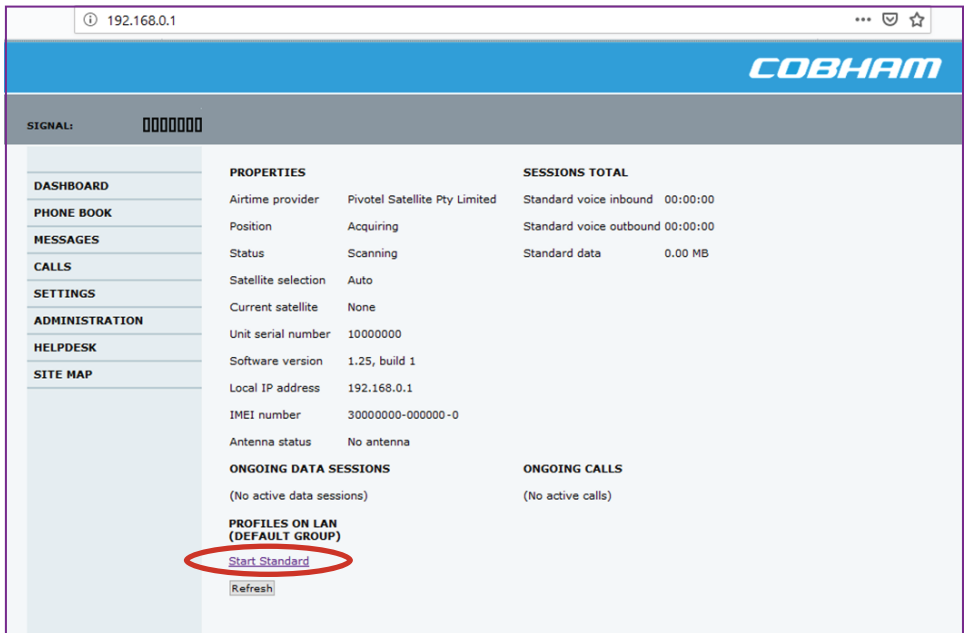 192.168.0.1
COBHAM
SIGNAL:
DASHBOARD
PHONE BOOK
MESSAGES
CALLS
SETTINGS
ADMINISTRATION
HELPDESK
SITE MAP
PROPERTIES
Airtime provider Pivotel Satellite Pty Limited
Position Acquiring
Status Scanning
Satellite selection Auto
Current satellite None
Unit serial number 10000000
Software version 1.25, build 1
Local IP address 192.168.0.1
IMEI number 30000000-000000-0
Antenna status No antenna
SESSIONS TOTAL
Standard voice inbound 00:00:00
Standard voice outbound 00:00:00
Standard data 0.00 MB
ONGOING DATA SESSIONS
(No active data sessions)
ONGOING CALLS
(No active calls)
PROFILES ON LAN
(DEFAULT GROUP)
Start Standard
Refresh